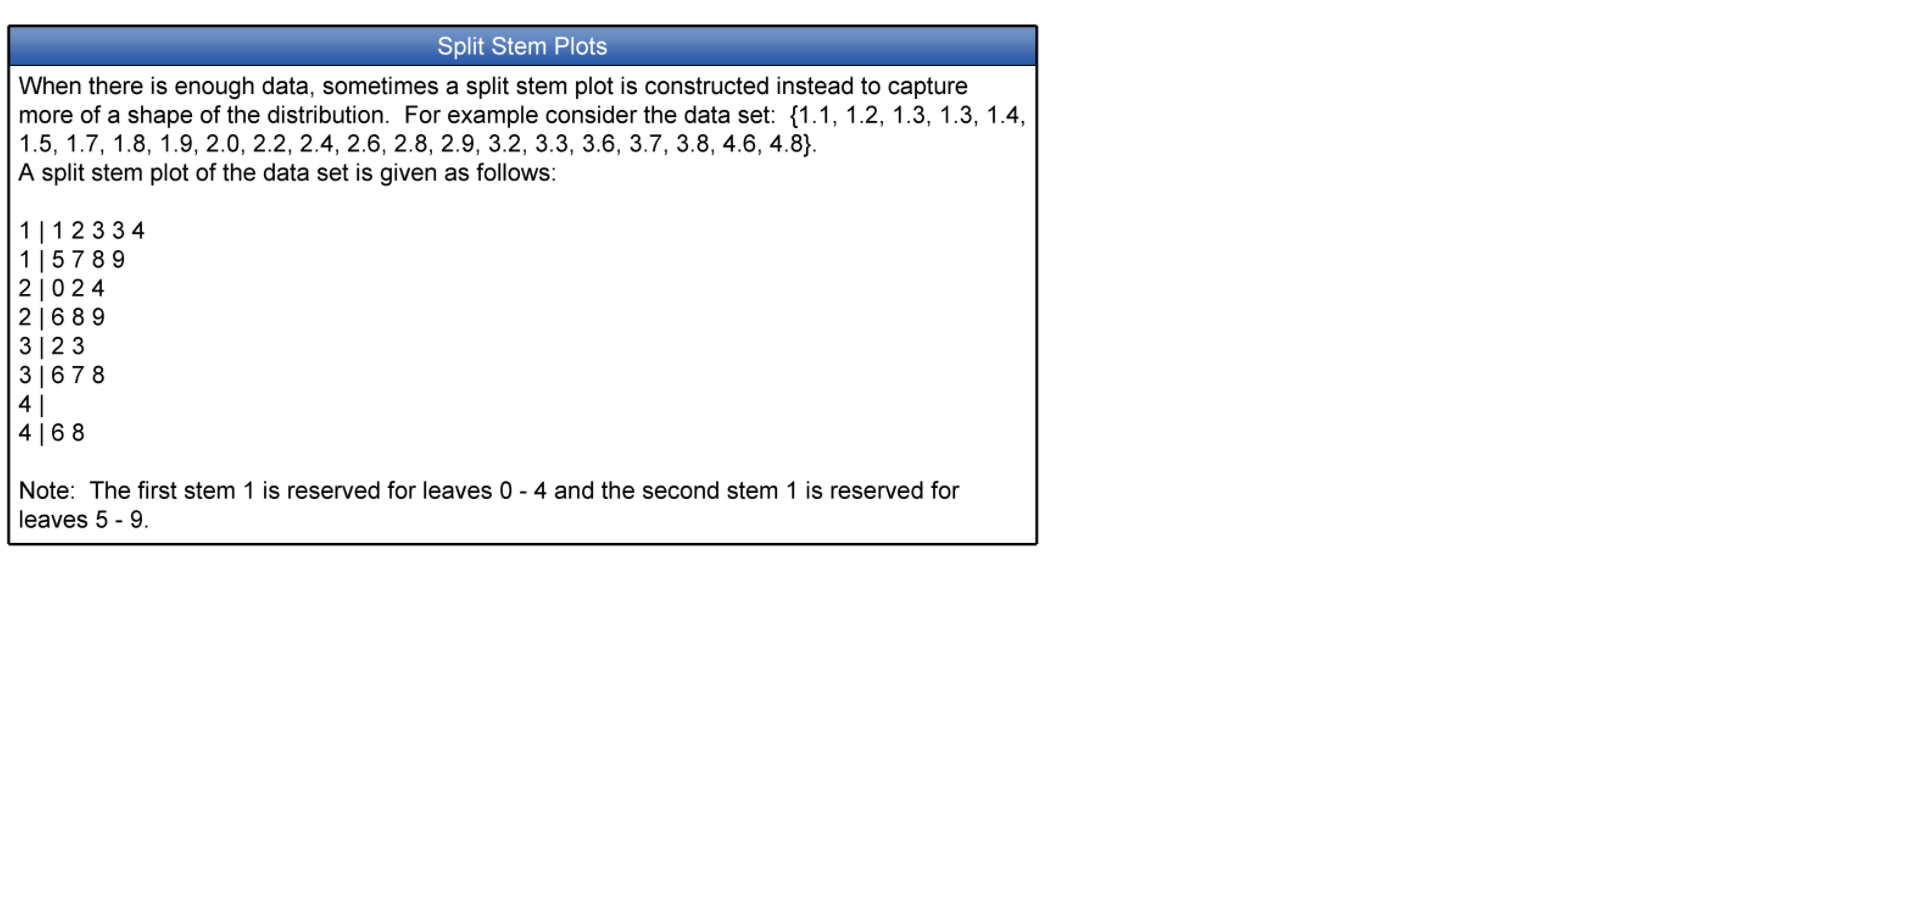 Split Stem Plots
When there is enough data, sometimes a split stem plot is constructed instead to capture
more of a shape of the distribution.  For example consider the data set:  {1.1, 1.2, 1.3, 1.3, 1.4,
1.5, 1.7, 1.8, 1.9, 2.0, 2.2, 2.4, 2.6, 2.8, 2.9, 3.2, 3.3, 3.6, 3.7, 3.8, 4.6, 4.8}.
A split stem plot of the data set is given as follows:
1 | 1 2 3 3 4
1 | 5 7 8 9
2 | 0 2 4
2 | 6 8 9
3 | 2 3
3 | 6 7 8
4 |
4 | 6 8
Note:  The first stem 1 is reserved for leaves 0 - 4 and the second stem 1 is reserved for
leaves 5 - 9.